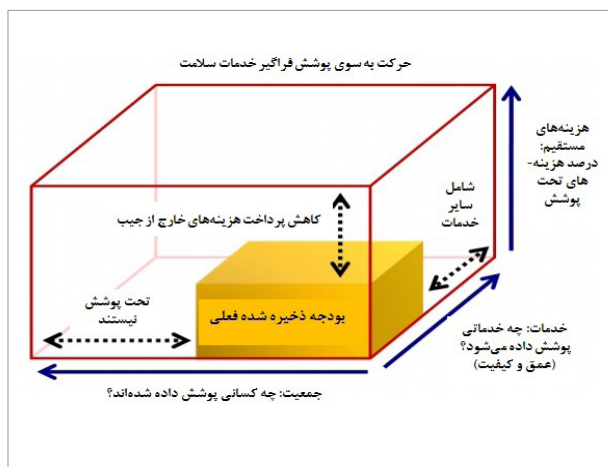 حرکت به سوی پوشش فراگیر خدمات سلامت
هزینه‌های
مستقیم:
درصد هزینه-
های تحت
پوشش
شامل
سایر
خدمات
کاهش پرداخت هزینه‌های خارج از جیب
تحت پوشش
نیستند
بودجه ذخیره شده فعلی
خدمات: چه خدماتی
پوشش داده می‌شود؟
(عمق و کیفیت)
جمعیت: چه کسانی پوشش داده شده‌اند؟